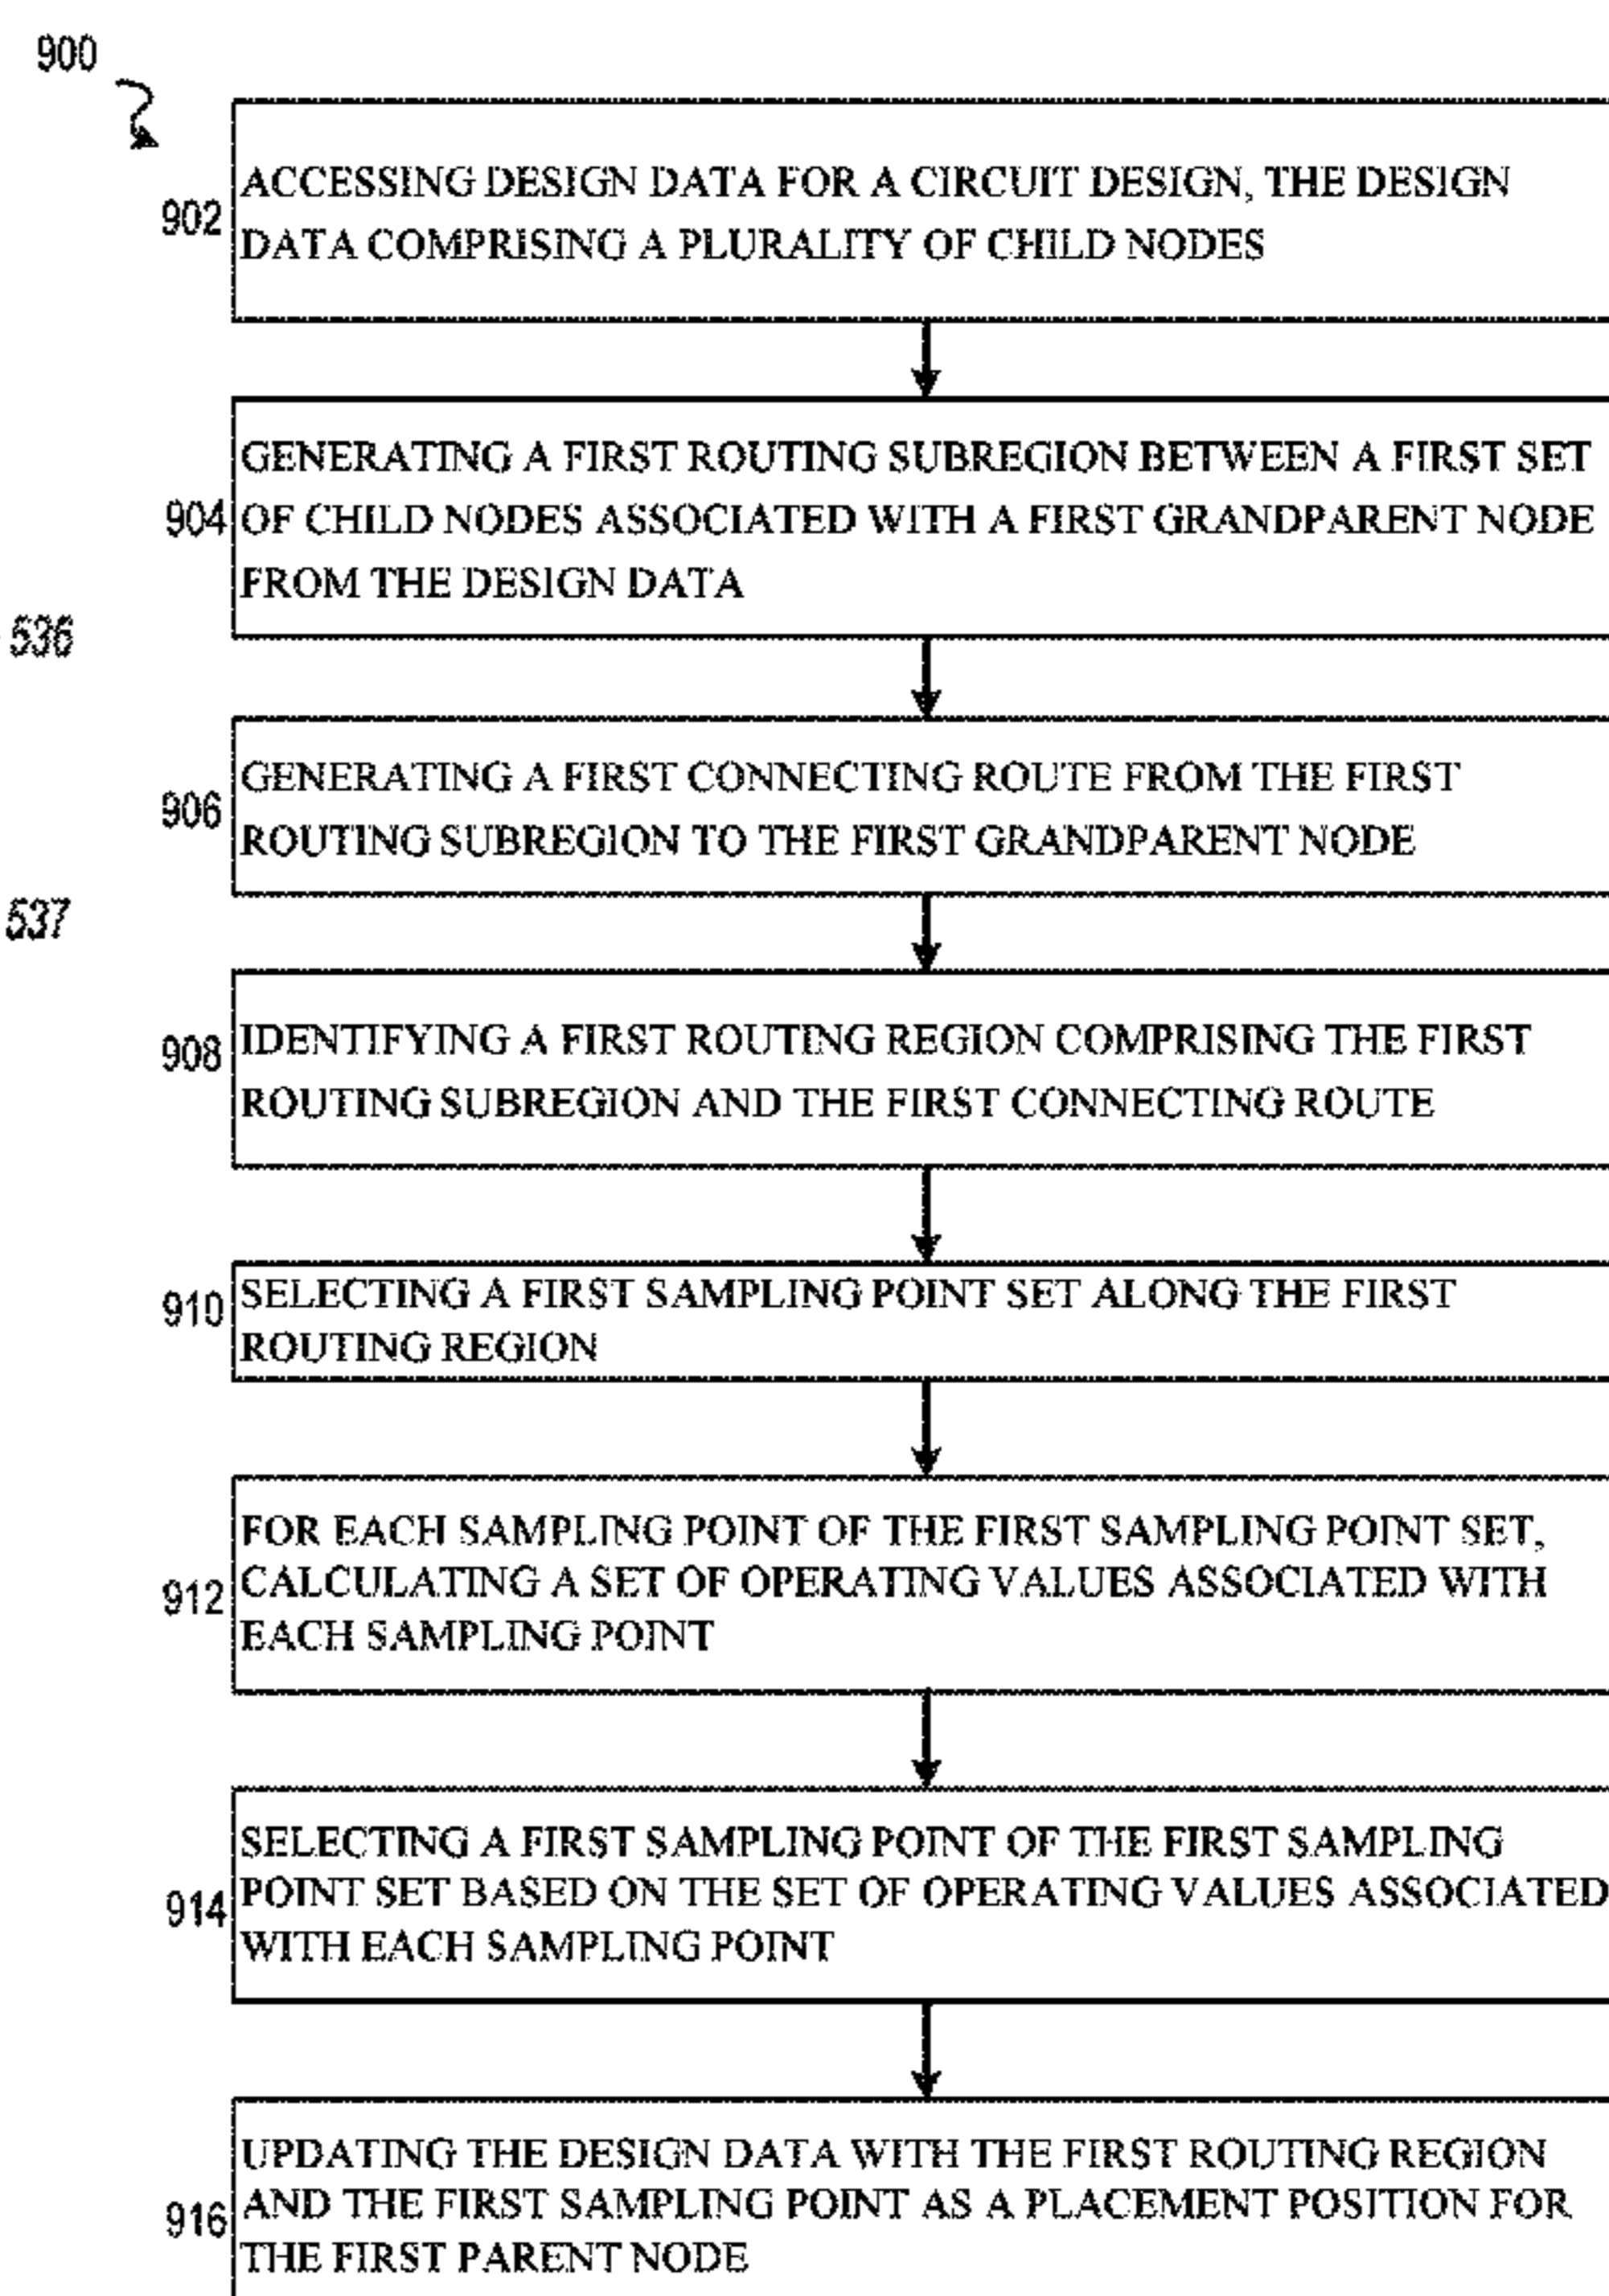 900
902
ACCESSING DESIGN DATA FOR A CIRCUIT DESIGN, THE DESIGN
DATA COMPRISING A PLURALITY OF CHILD NODES
904
GENERATING A FIRST ROUTING SUBREGION BETWEEN A FIRST SET
OF CHILD NODES ASSOCIATED WITH A FIRST GRANDPARENT NODE
FROM THE DESIGN DATA
536
906
GENERATING A FIRST CONNECTING ROUTE FROM THE FIRST
ROUTING SUBREGION TO THE FIRST GRANDPARENT NODE
537
908
IDENTIFYING A FIRST ROUTING REGION COMPRISING THE FIRST
ROUTING SUBREGION AND THE FIRST CONNECTING ROUTE
910
SELECTING A FIRST SAMPLING POINT SET ALONG THE FIRST
ROUTING REGION
912
FOR EACH SAMPLING POINT OF THE FIRST SAMPLING POINT SET,
CALCULATING A SET OF OPERATING VALUES ASSOCIATED WITH
EACH SAMPLING POINT
914
SELECTING A FIRST SAMPLING POINT OF THE FIRST SAMPLING
POINT SET BASED ON THE SET OF OPERATING VALUES ASSOCIATED
WITH EACH SAMPLING POINT
916
UPDATING THE DESIGN DATA WITH THE FIRST ROUTING REGION
AND THE FIRST SAMPLING POINT AS A PLACEMENT POSITION FOR
THE FIRST PARENT NODE